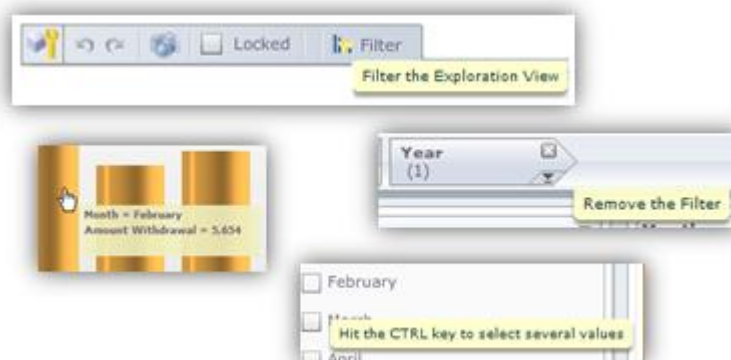 Locked
Filter
Filter the Exploration View
Year
(1)
Remove the Filter
Month = February
Amount Withdrawal = 5,654
February
March
Hit the CTRL key to select several values
April